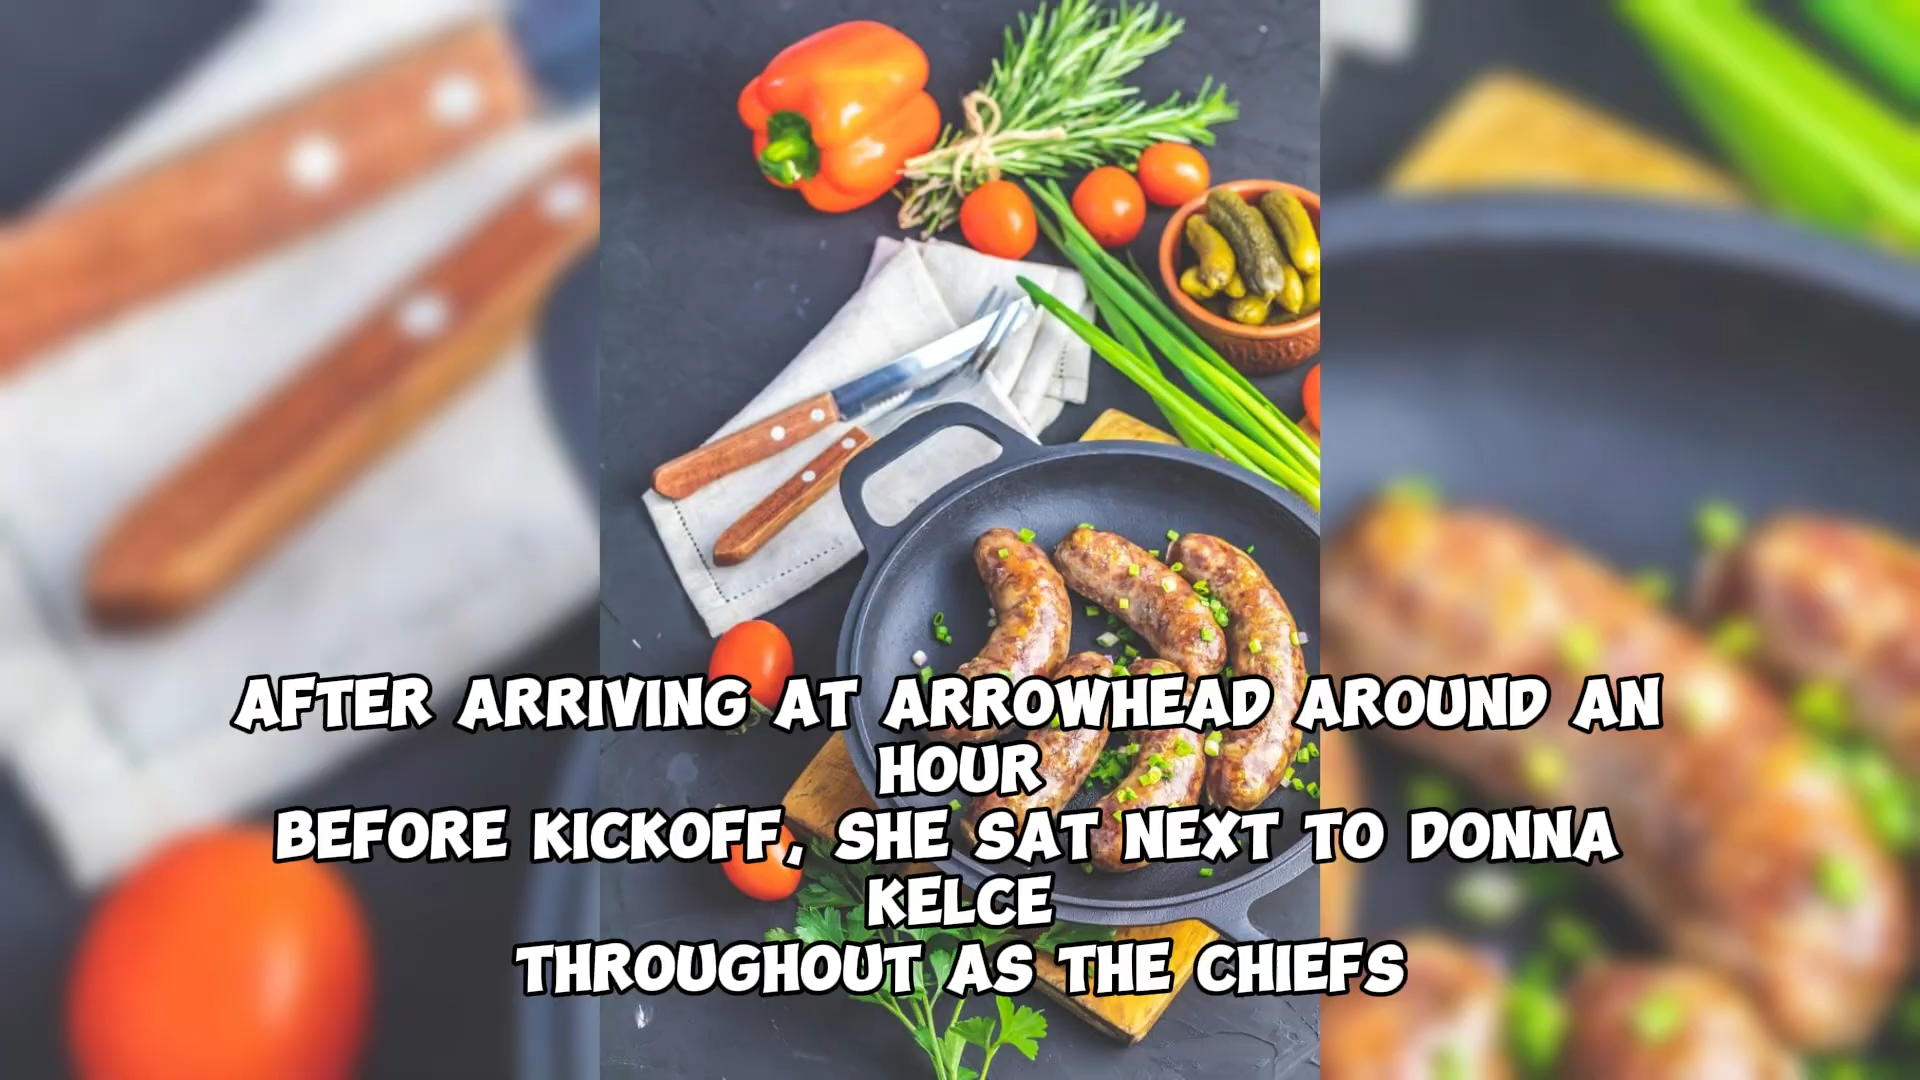 AFTER ARRIVING AT ARROWHEAD AROUND AN
HOUR
BEFORE KICKOFF, SHE SAT NEXT TO DONNA
KELCE
THROUGHOUT AS THE CHIEFS